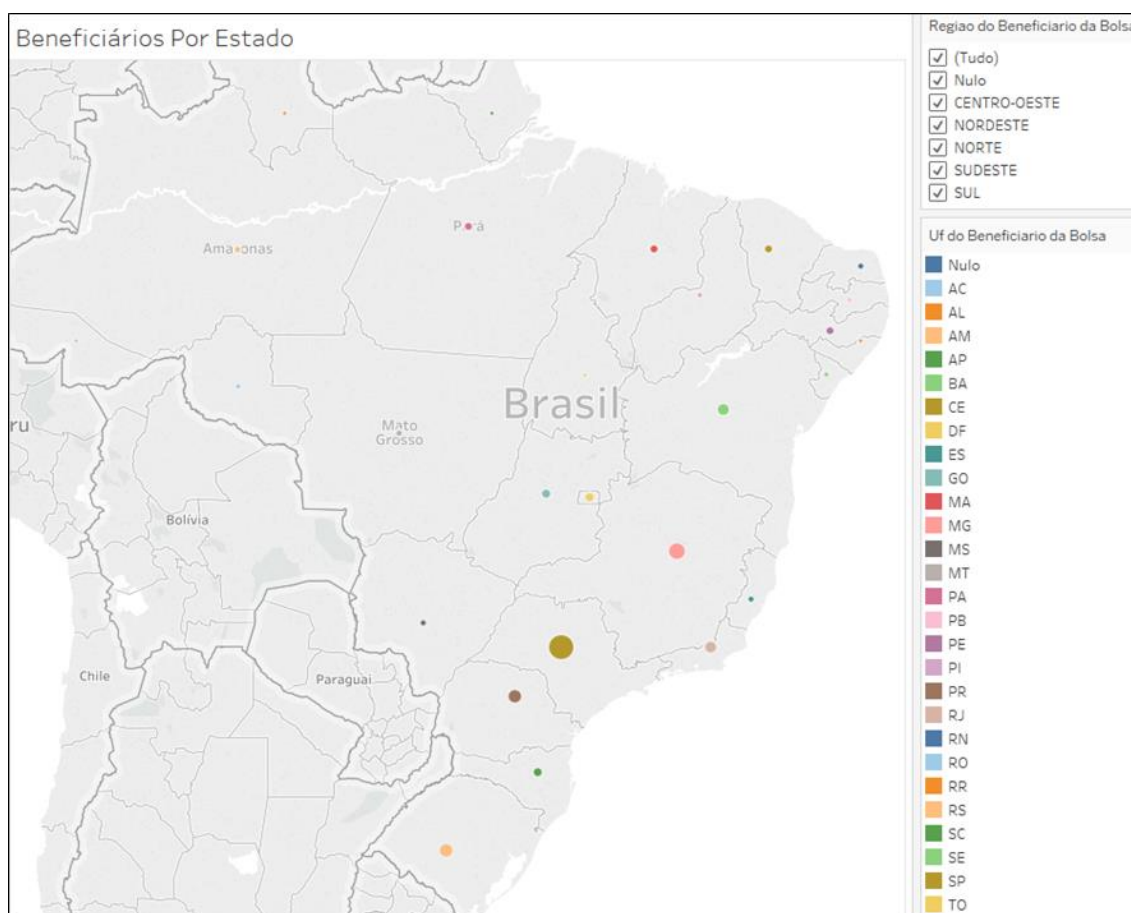 Beneficiários Por Estado
Regiao do Beneficiario da Bolsa
(Tudo)
Nulo
CENTRO-OESTE
NORDESTE
NORTE
SUDESTE
SUL
Uf do Beneficiario da Bolsa
Nulo
AC
AL
AM
AP
BA
CE
DF
ES
GO
MA
MG
MS
MT
PA
PB
PE
PI
PR
RJ
RN
RO
RR
RS
SC
SE
SP
TO
Pará
Amazonas
Brasil
Mato
Grosso
ru
Bolívia
Chile
Paraguai